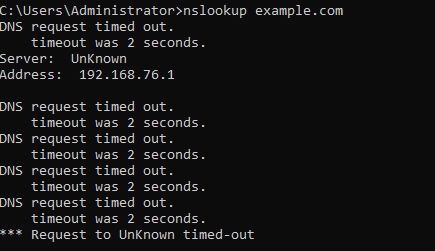 C:\Users\Administrator>nslookup example.com
DNS request timed out.
    timeout was 2 seconds.
Server:  UnKnown
Address:  192.168.76.1

DNS request timed out.
    timeout was 2 seconds.
DNS request timed out.
    timeout was 2 seconds.
DNS request timed out.
    timeout was 2 seconds.
DNS request timed out.
    timeout was 2 seconds.
*** Request to UnKnown timed-out